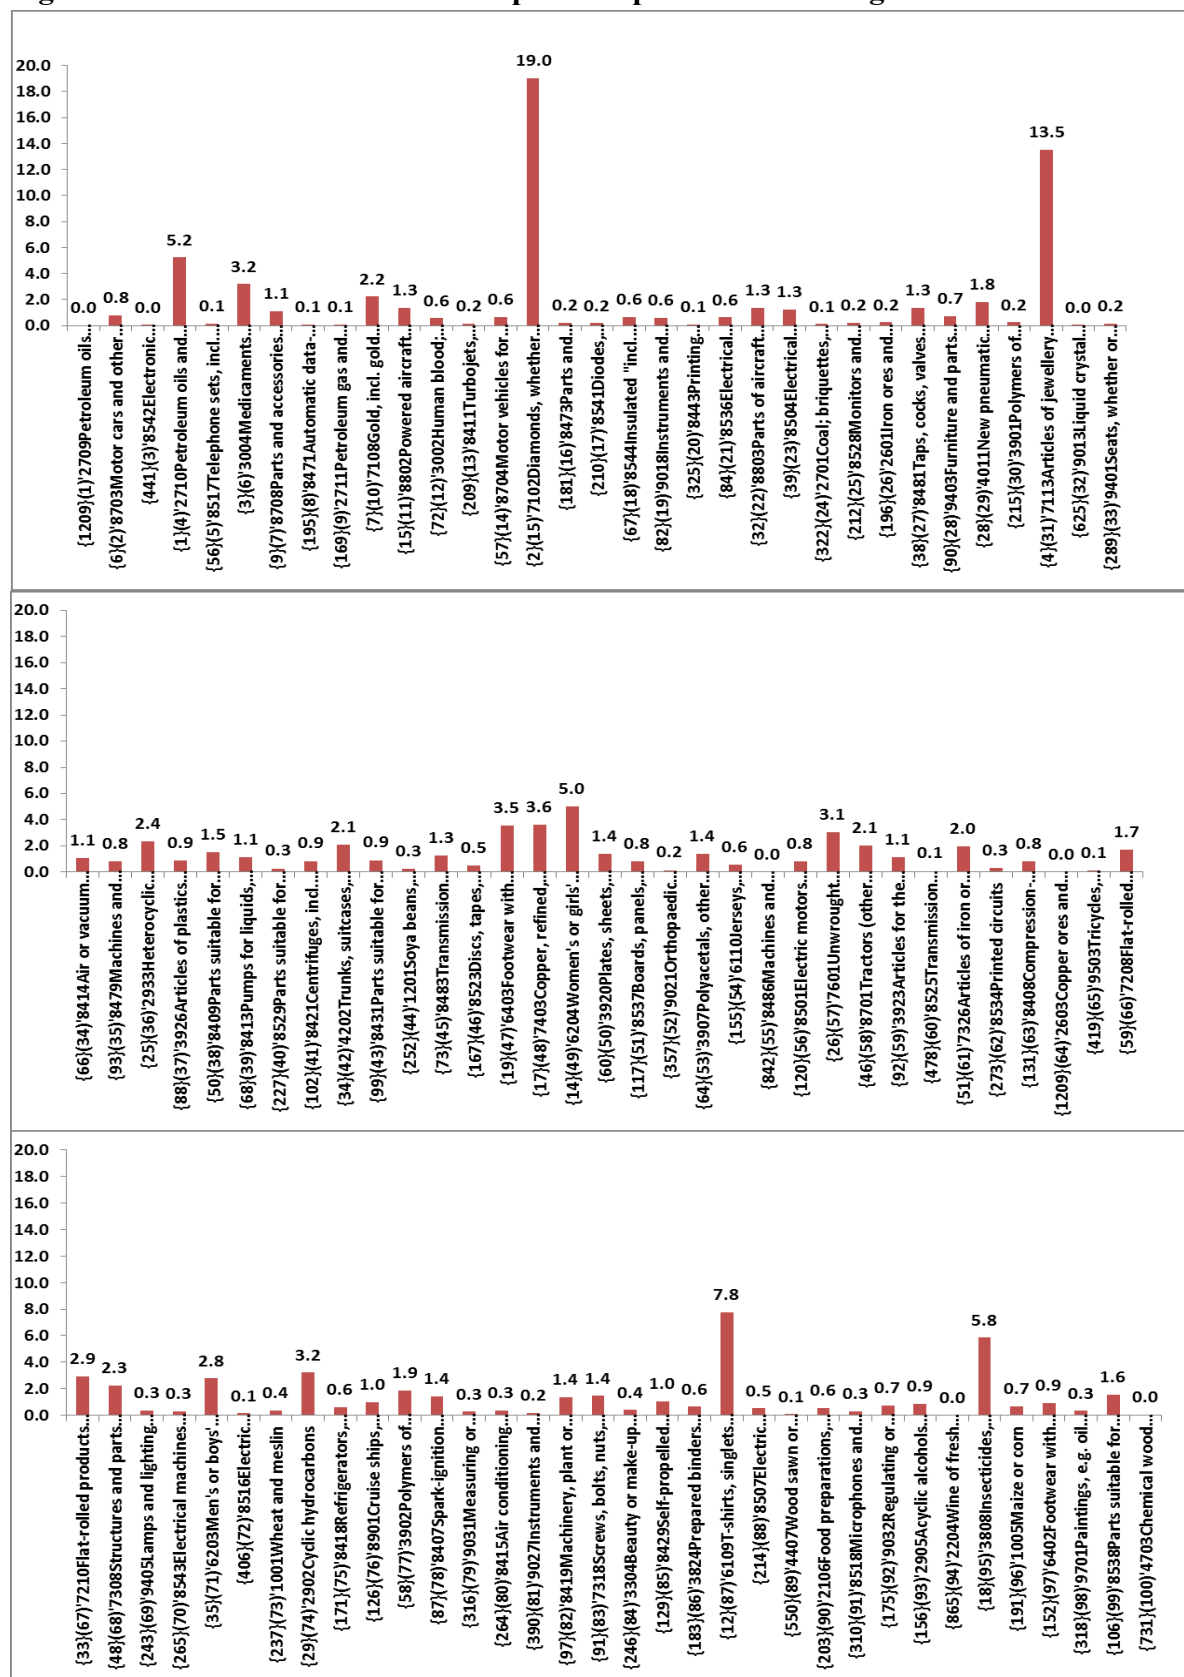 20.0
18.0
16.0
14.0
12.0
10.0
8.0
6.0
4.0
2.0
0.0
0.0 0.8 0.0 5.2 0.1 3.2 1.1 0.1 0.1 2.2 1.3 0.6 0.2 0.6 19.0 0.2 0.2 0.6 0.6 0.1 0.6 1.3 1.3 0.1 0.2 0.2 1.3 0.7 1.8 0.2 13.5 0.0 0.2
{1209}(1)'2709Petroleum oils...
{6}(2)'8703Motor cars and other...
{441}(3)'8542Electronic...
{1}(4)'2710Petroleum oils and...
{56}(5)'8517Telephone sets, incl...
{3}(6)'3004Medicaments...
{9}(7)'8708Parts and accessories...
{195}(8)'8471Automatic data-...
{169}(9)'2711Petroleum gas and...
{7}(10)'7108Gold, incl. gold...
{15}(11)'8802Powered aircraft...
{72}(12)'3002Human blood;...
{209}(13)'8411Turbojets,...
{57}(14)'8704Motor vehicles for...
{2}(15)'7102Diamonds, whether...
{181}(16)'8473Parts and...
{210}(17)'8541Diodes,...
{67}(18)'8544Insulated "incl...
{82}(19)'9018Instruments and...
{325}(20)'8443Printing...
{84}(21)'8536Electrical...
{32}(22)'8803Parts of aircraft...
{39}(23)'8504Electrical...
{322}(24)'2701Coal; briquettes,...
{212}(25)'8528Monitors and...
{196}(26)'2601Iron ores and...
{38}(27)'8481Taps, cocks, valves...
{90}(28)'9403Furniture and parts...
{28}(29)'4011New pneumatic...
{215}(30)'3901Polymers of...
{4}(31)'7113Articles of jewellery...
{625}(32)'9013Liquid crystal...
{289}(33)'9401Seats, whether or...
20.0
18.0
16.0
14.0
12.0
10.0
8.0
6.0
4.0
2.0
0.0
1.1 0.8 2.4 0.9 1.5 1.1 0.3 0.9 2.1 0.9 0.3 1.3 0.5 3.5 3.6 5.0 1.4 0.8 0.2 1.4 0.6 0.0 0.8 3.1 2.1 1.1 0.1 2.0 0.3 0.8 0.0 0.1 1.7
{66}(34)'8414Air or vacuum...
{93}(35)'8479Machines and...
{25}(36)'2933Heterocyclic...
{88}(37)'3926Articles of plastics...
{50}(38)'8409Parts suitable for...
{68}(39)'8413Pumps for liquids,...
{227}(40)'8529Parts suitable for...
{102}(41)'8421Centrifuges, incl...
{34}(42)'4202Trunks, suitcases,...
{99}(43)'8431Parts suitable for...
{252}(44)'1201Soya beans,...
{73}(45)'8483Transmission...
{167}(46)'8523Discs, tapes,...
{19}(47)'6403Footwear with...
{17}(48)'7403Copper, refined,...
{14}(49)'6204Women's or girls'...
{60}(50)'3920Plates, sheets,...
{117}(51)'8537Boards, panels,...
{357}(52)'9021Orthopaedic...
{64}(53)'3907Polyacetals, other...
{155}(54)'6110Jerseys,...
{842}(55)'8486Machines and...
{120}(56)'8501Electric motors...
{26}(57)'7601Unwrought...
{46}(58)'8701Tractors (other...
{92}(59)'3923Articles for the...
{478}(60)'8525Transmission...
{51}(61)'7326Articles of iron or...
{273}(62)'8534Printed circuits
{131}(63)'8408Compression-...
{1209}(64)'2603Copper ores and...
{419}(65)'9503Tricycles,...
{59}(66)'7208Flat-rolled...
20.0
18.0
16.0
14.0
12.0
10.0
8.0
6.0
4.0
2.0
0.0
2.9 2.3 0.3 0.3 2.8 0.1 0.4 3.2 0.6 1.0 1.9 1.4 0.3 0.3 0.2 1.4 1.4 0.4 1.0 0.6 7.8 0.5 0.1 0.6 0.3 0.7 0.9 0.0 5.8 0.7 0.9 0.3 1.6 0.0
{33}(67)'7210Flat-rolled products...
{48}(68)'7308Structures and parts...
{243}(69)'9405Lamps and lighting...
{265}(70)'8543Electrical machines...
{35}(71)'6203Men's or boys'...
{406}(72)'8516Electric...
{237}(73)'1001Wheat and meslin
{29}(74)'2902Cyclic hydrocarbons
{171}(75)'8418Refrigerators,...
{126}(76)'8901Cruise ships,...
{58}(77)'3902Polymers of...
{87}(78)'8407Spark-ignition...
{316}(79)'9031Measuring or...
{264}(80)'8415Air conditioning...
{390}(81)'9027Instruments and...
{97}(82)'8419Machinery, plant or...
{91}(83)'7318Screws, bolts, nuts,...
{246}(84)'3304Beauty or make-up...
{129}(85)'8429Self-propelled...
{183}(86)'3824Prepared binders...
{12}(87)'6109T-shirts, singlets...
{214}(88)'8507Electric...
{550}(89)'4407Wood sawn or...
{203}(90)'2106Food preparations,...
{310}(91)'8518Microphones and...
{175}(92)'9032Regulating or...
{156}(93)'2905Acyclic alcohols...
{865}(94)'2204Wine of fresh...
{18}(95)'3808Insecticides,...
{191}(96)'1005Maize or corn
{152}(97)'6402Footwear with...
{318}(98)'9701Paintings, e.g. oil...
{106}(99)'8538Parts suitable for...
{731}(100)'4703Chemical wood...